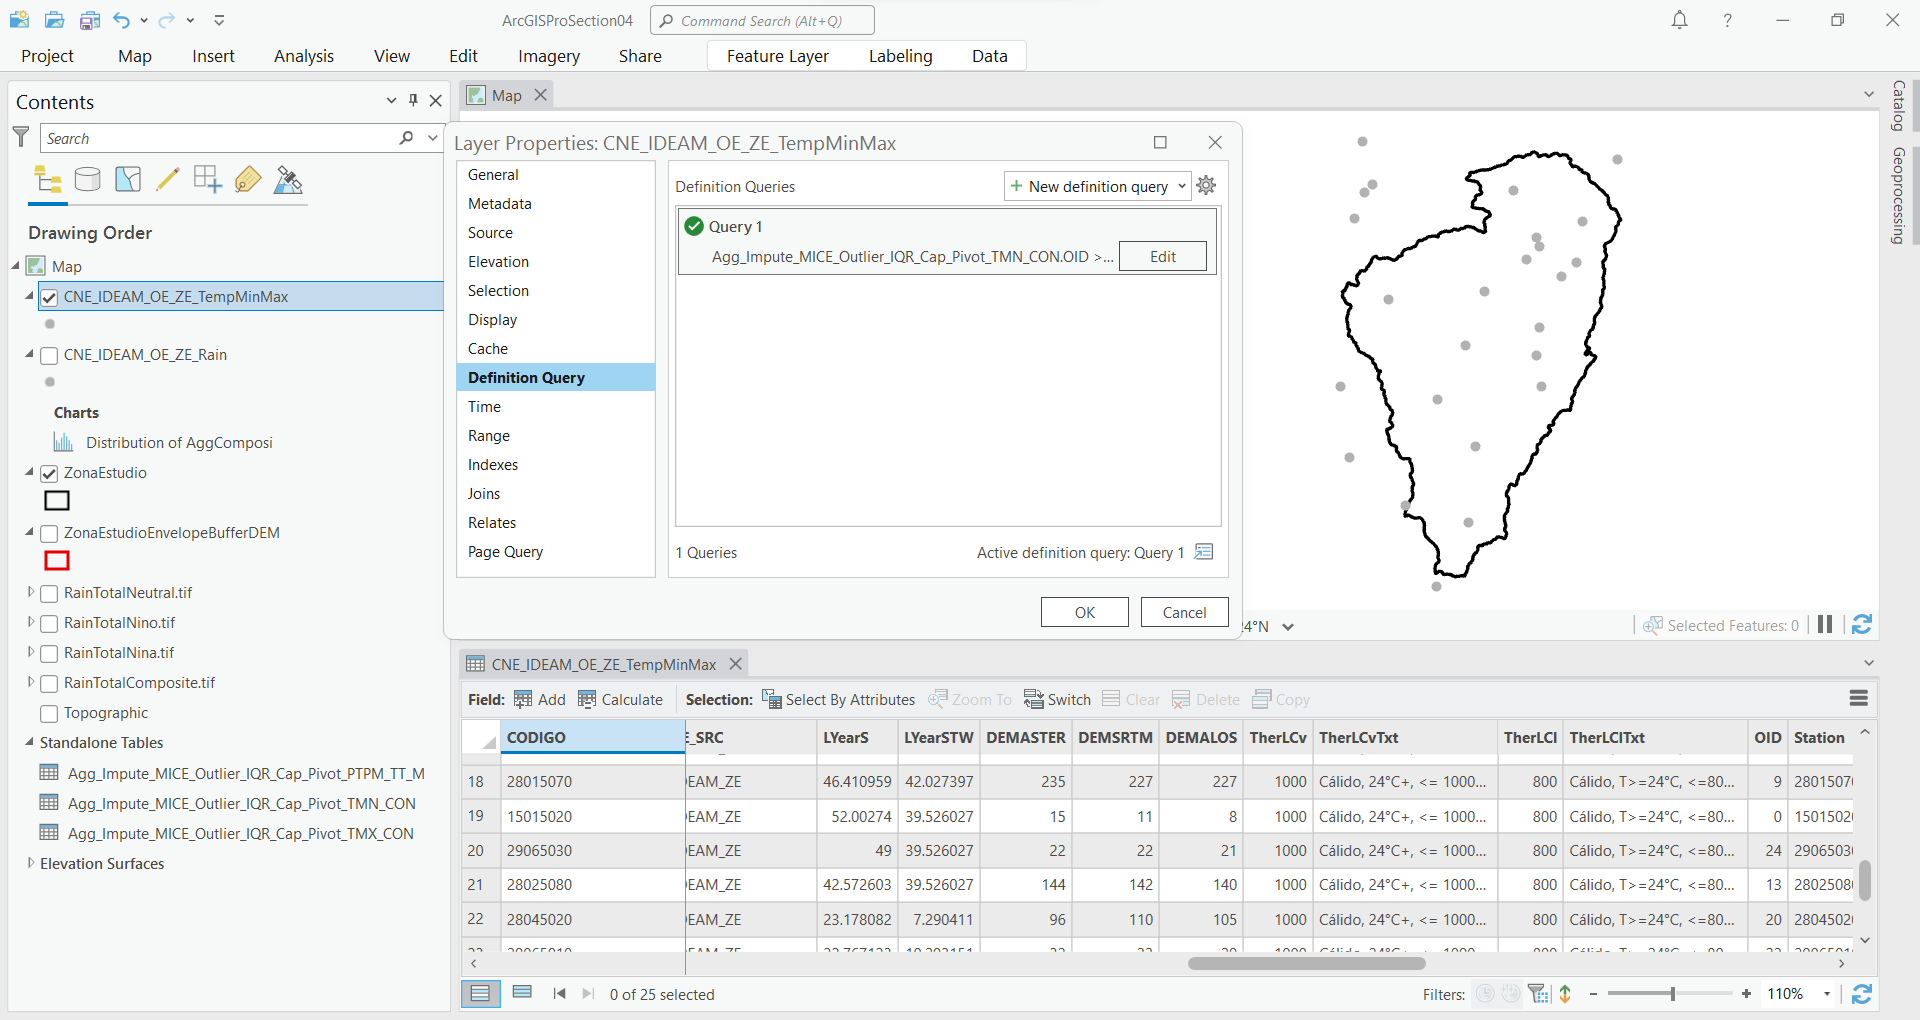 ArcGISProSection04
Command Search (Alt+Q)
Project Map Insert Analysis View Edit Imagery Share Feature Layer Labeling Data
Contents
Search
Drawing Order
Map
CNE_IDEAM_OE_ZE_TempMinMax
CNE_IDEAM_OE_ZE_Rain
Charts
Distribution of AggComposi
ZonaEstudio
ZonaEstudioEnvelopeBufferDEM
RainTotalNeutral.tif
RainTotalNino.tif
RainTotalNina.tif
RainTotalComposite.tif
Topographic
Standalone Tables
Agg_Impute_MICE_Outlier_IQR_Cap_Pivot_PTPM_TT_M
Agg_Impute_MICE_Outlier_IQR_Cap_Pivot_TMN_CON
Agg_Impute_MICE_Outlier_IQR_Cap_Pivot_TMX_CON
Elevation Surfaces
Map
Layer Properties: CNE_IDEAM_OE_ZE_TempMinMax
General
Metadata
Source
Elevation
Selection
Display
Cache
Definition Query
Time
Range
Indexes
Joins
Relates
Page Query
Definition Queries
New definition query
Query 1
Agg_Impute_MICE_Outlier_IQR_Cap_Pivot_TMN_CON.OID >...
Edit
1 Queries
Active definition query: Query 1
OK
Cancel
4°N
Selected Features: 0
Catalog
Geoprocessing
CNE_IDEAM_OE_ZE_TempMinMax
Field: Add Calculate Selection: Select By Attributes Zoom To Switch Clear Delete Copy
CODIGO E_SRC LYearS LYearSTW DEMASTER DEMSRTM DEMALOS TherLCv TherLCvTxt TherLCl TherLClTxt OID Station
18 28015070 DEAM_ZE 46.410959 42.027397 235 227 227 1000 Cálido, 24°C+, <= 1000... 800 Cálido, T>=24°C, <=80... 9 28015070
19 15015020 DEAM_ZE 52.00274 39.526027 15 11 8 1000 Cálido, 24°C+, <= 1000... 800 Cálido, T>=24°C, <=80... 0 15015020
20 29065030 DEAM_ZE 49 39.526027 22 22 21 1000 Cálido, 24°C+, <= 1000... 800 Cálido, T>=24°C, <=80... 24 29065030
21 28025080 DEAM_ZE 42.572603 39.526027 144 142 140 1000 Cálido, 24°C+, <= 1000... 800 Cálido, T>=24°C, <=80... 13 28025080
22 28045020 DEAM_ZE 23.178082 7.290411 96 110 105 1000 Cálido, 24°C+, <= 1000... 800 Cálido, T>=24°C, <=80... 20 28045020
0 of 25 selected
Filters:
110%